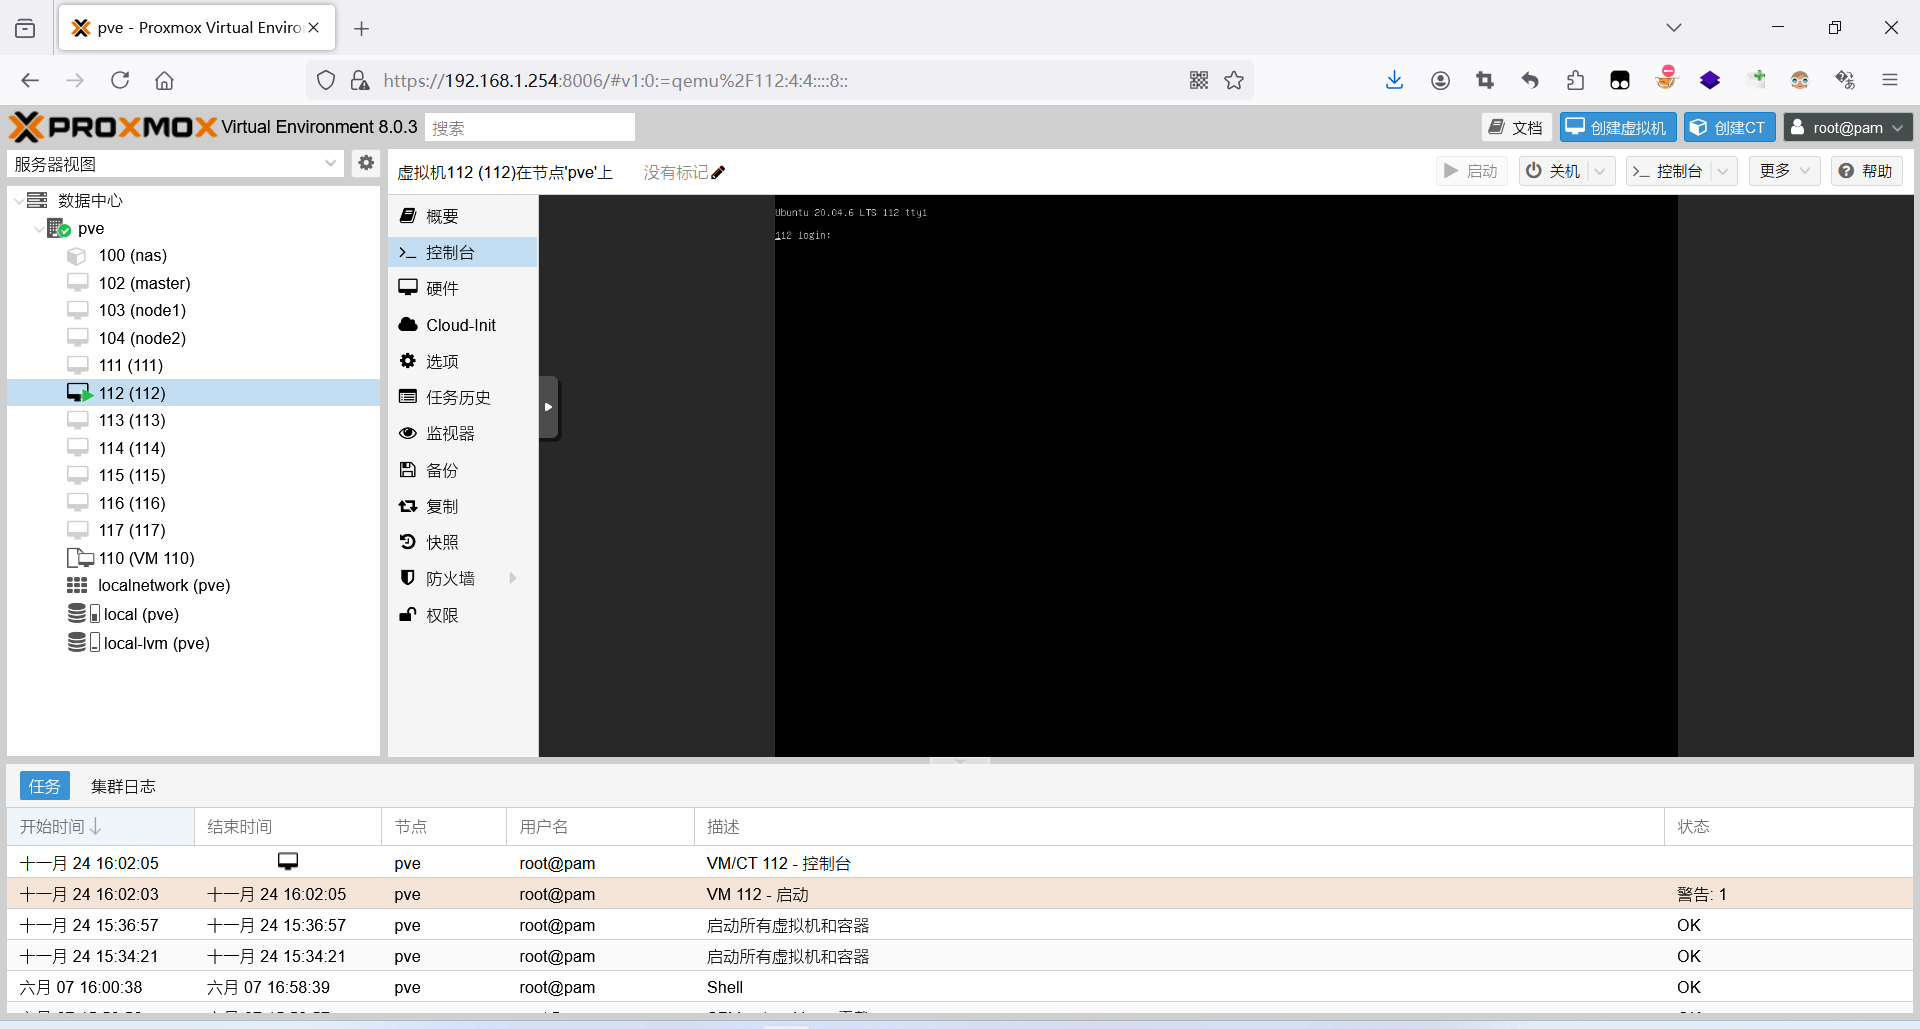 pve - Proxmox Virtual Enviro
https://192.168.1.254:8006/#v1:0:=qemu%2F112:4:4::::8::
PROXMOX Virtual Environment 8.0.3 搜索 文档 创建虚拟机 创建CT root@pam
服务器视图
虚拟机112 (112)在节点'pve'上 没有标记 启动 关机 控制台 更多 帮助
数据中心
pve
100 (nas)
102 (master)
103 (node1)
104 (node2)
111 (111)
112 (112)
113 (113)
114 (114)
115 (115)
116 (116)
117 (117)
110 (VM 110)
localnetwork (pve)
local (pve)
local-lvm (pve)
概要
控制台
硬件
Cloud-Init
选项
任务历史
监视器
备份
复制
快照
防火墙
权限
Ubuntu 20.04.6 LTS 112 tty1
112 login:
任务 集群日志
开始时间 结束时间 节点 用户名 描述 状态
十一月 24 16:02:05 pve root@pam VM/CT 112 - 控制台
十一月 24 16:02:03 十一月 24 16:02:05 pve root@pam VM 112 - 启动 警告: 1
十一月 24 15:36:57 十一月 24 15:36:57 pve root@pam 启动所有虚拟机和容器 OK
十一月 24 15:34:21 十一月 24 15:34:21 pve root@pam 启动所有虚拟机和容器 OK
六月 07 16:00:38 六月 07 16:58:39 pve root@pam Shell OK